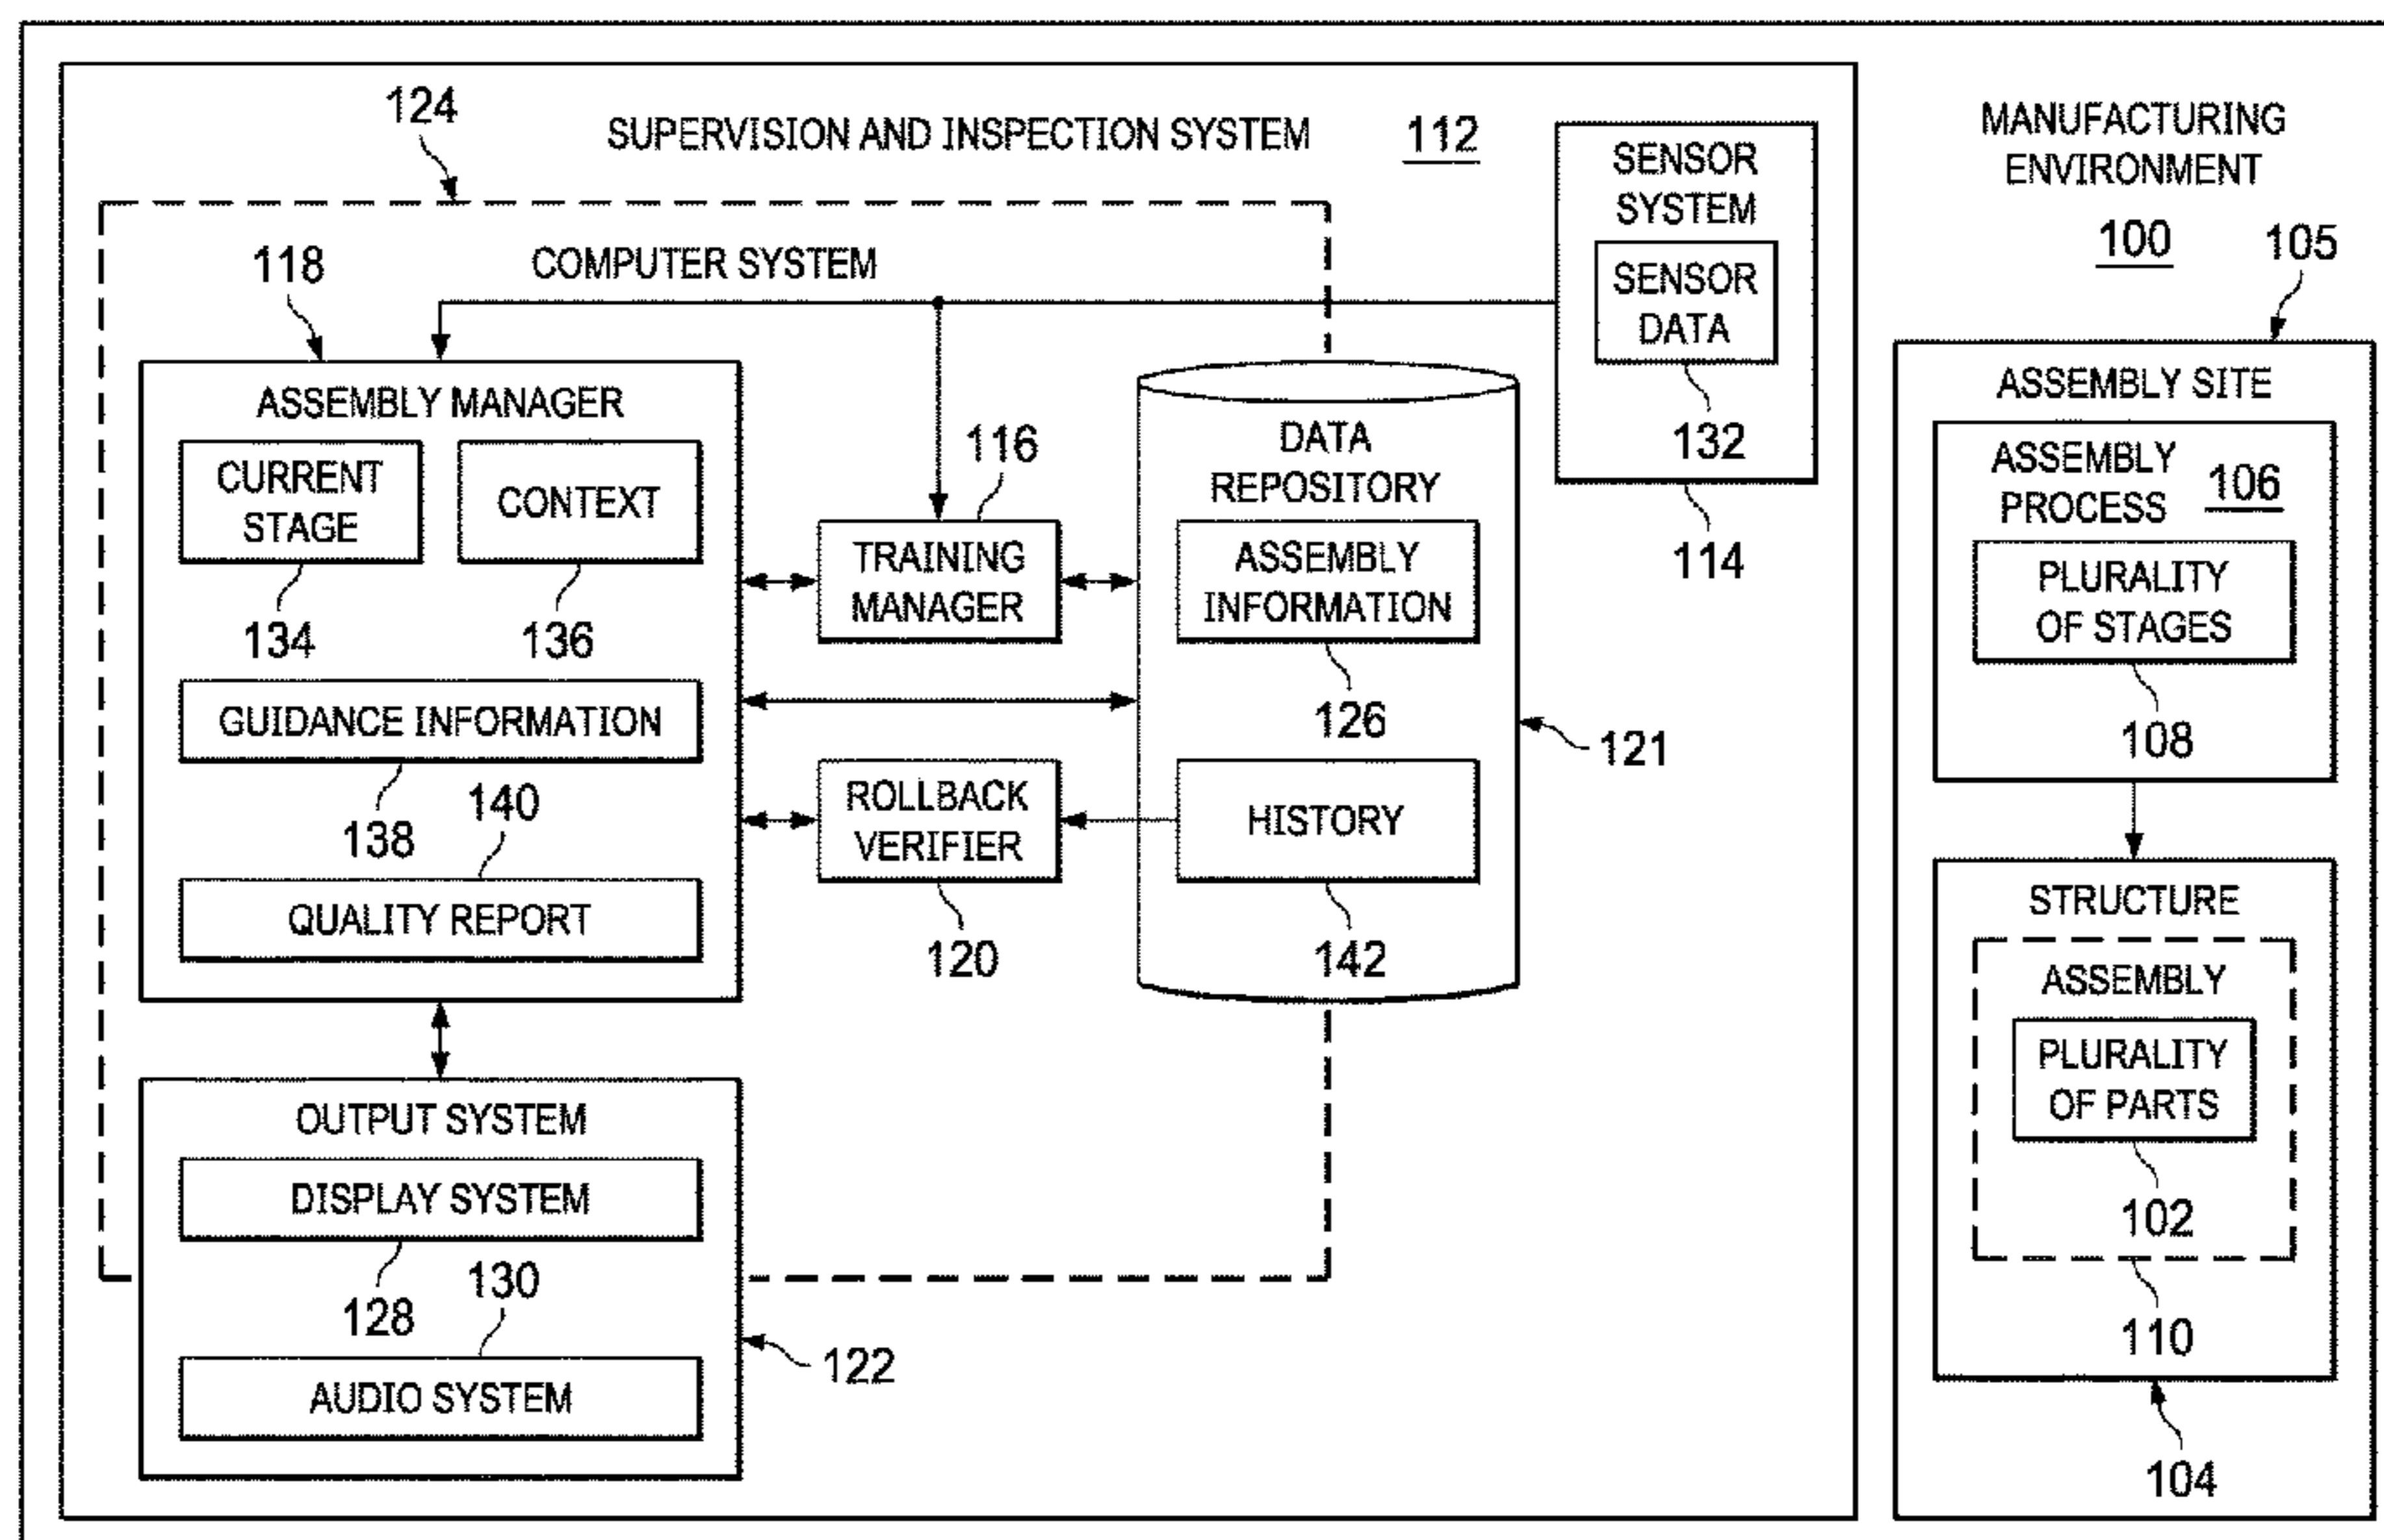 124
SUPERVISION AND INSPECTION SYSTEM 112
SENSOR
SYSTEM
SENSOR
DATA
132
114
MANUFACTURING
ENVIRONMENT
100
105
118
COMPUTER SYSTEM
ASSEMBLY MANAGER
CURRENT
STAGE
134
CONTEXT
136
GUIDANCE INFORMATION
138
140
QUALITY REPORT
116
TRAINING
MANAGER
ROLLBACK
VERIFIER
120
DATA
REPOSITORY
ASSEMBLY
INFORMATION
126
121
HISTORY
142
OUTPUT SYSTEM
DISPLAY SYSTEM
128
130
AUDIO SYSTEM
122
ASSEMBLY SITE
ASSEMBLY
PROCESS 106
PLURALITY
OF STAGES
108
STRUCTURE
ASSEMBLY
PLURALITY
OF PARTS
102
110
104